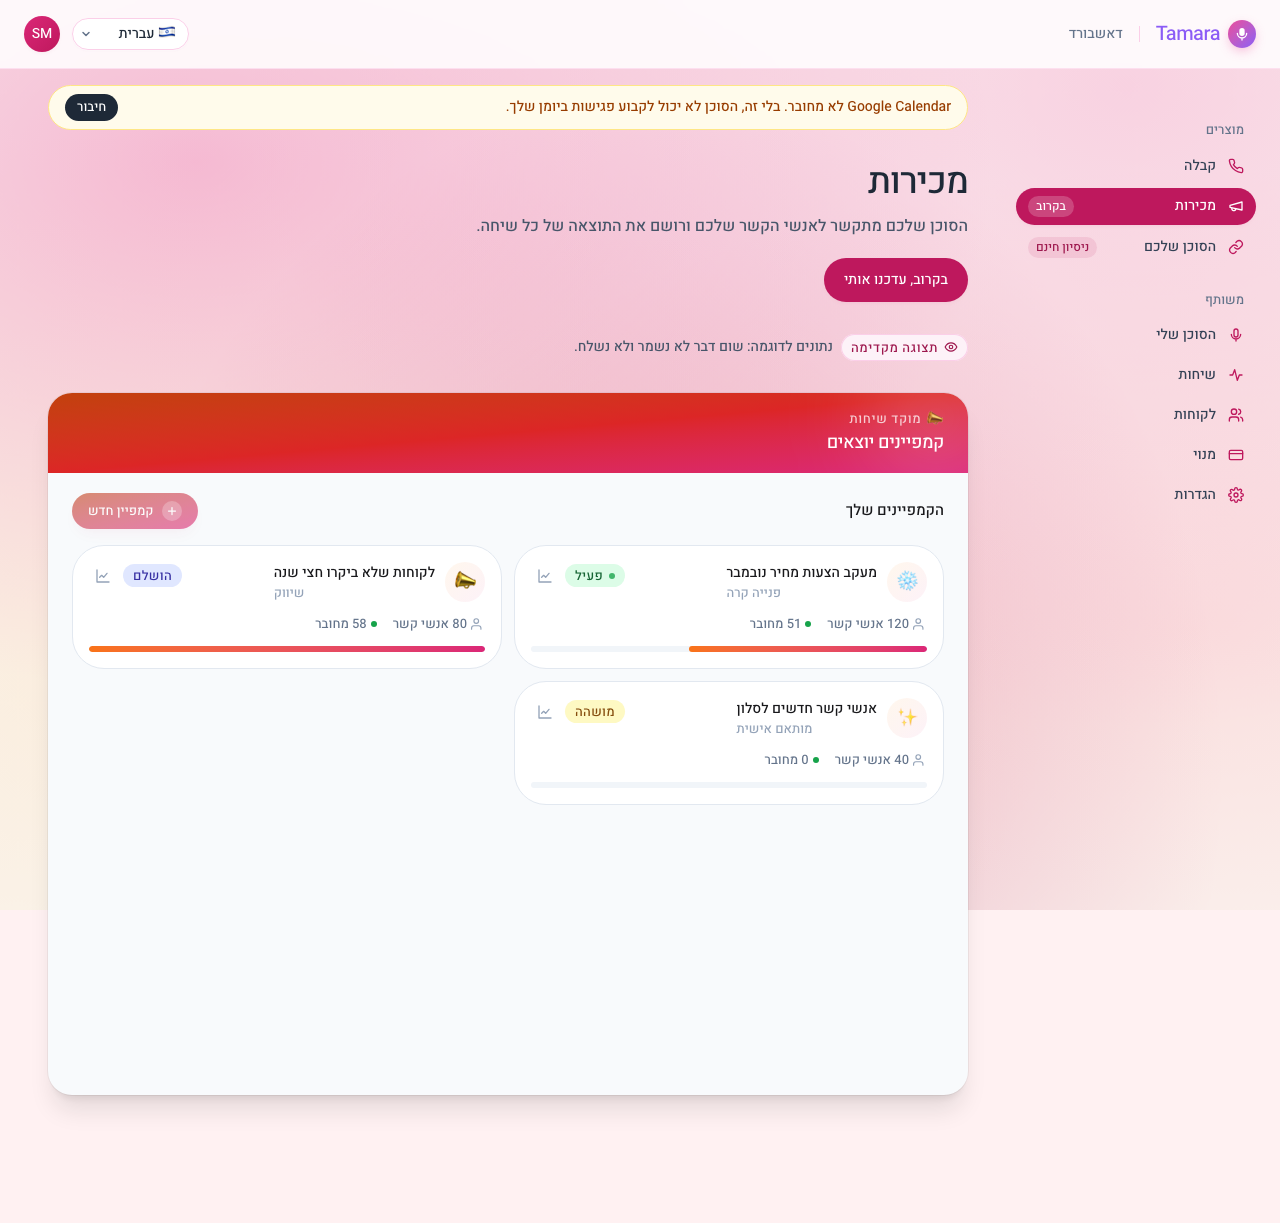 Tamara
דאשבורד
עברית
SM
Google Calendar לא מחובר. בלי זה, הסוכן לא יכול לקבוע פגישות ביומן שלך.
חיבור
מוצרים
קבלה
מכירות
בקרוב
הסוכן שלכם
ניסיון חינם
משותף
הסוכן שלי
שיחות
לקוחות
מנוי
הגדרות
מכירות
הסוכן שלכם מתקשר לאנשי הקשר שלכם ורושם את התוצאה של כל שיחה.
בקרוב, עדכנו אותי
תצוגה מקדימה
נתונים לדוגמה: שום דבר לא נשמר ולא נשלח.
מוקד שיחות
קמפיינים יוצאים
הקמפיינים שלך
קמפיין חדש
מעקב הצעות מחיר נובמבר
פנייה קרה
פעיל
120 אנשי קשר
51 מחובר
לקוחות שלא ביקרו חצי שנה
שיווק
הושלם
80 אנשי קשר
58 מחובר
אנשי קשר חדשים לסלון
מותאם אישית
מושהה
40 אנשי קשר
0 מחובר